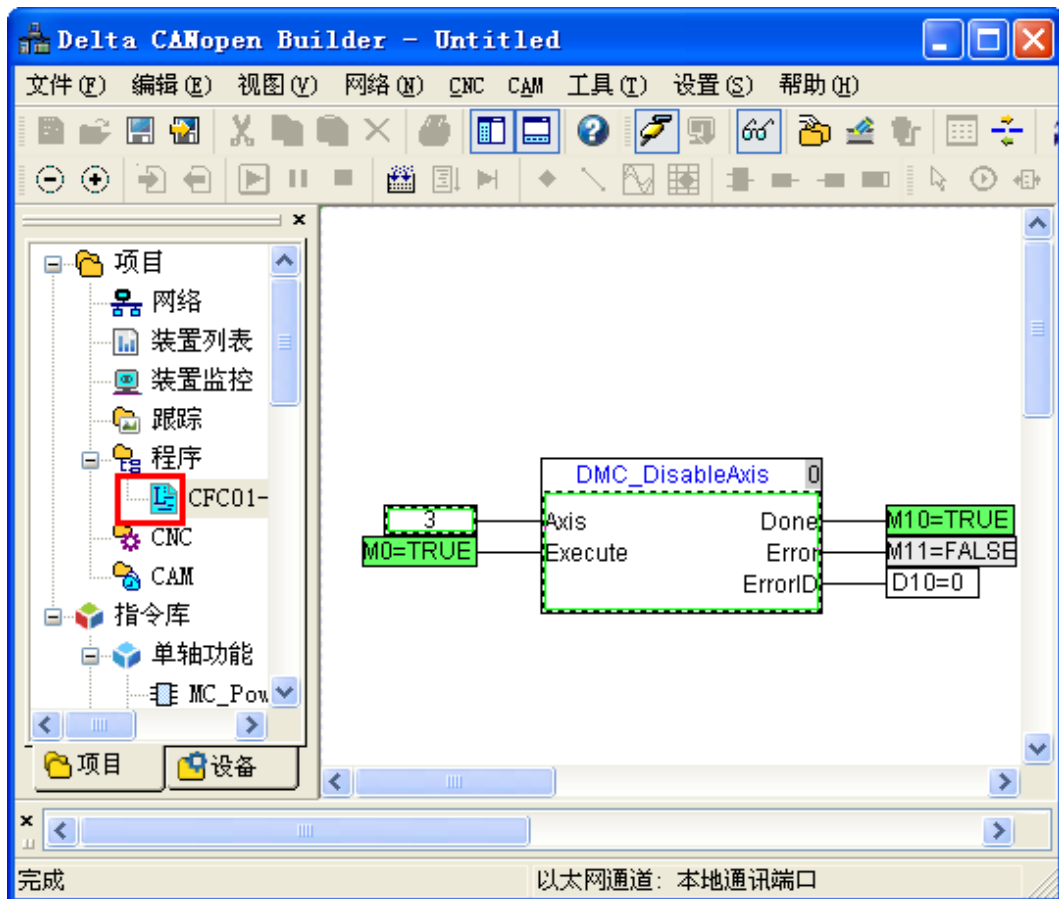 Delta CANopen Builder - Untitled
文件(F) 编辑(E) 视图(V) 网络(N) CNC CAM 工具(T) 设置(S) 帮助(H)
项目
网络
装置列表
装置监控
跟踪
程序
CFC01-
CNC
CAM
指令库
单轴功能
MC_Pow
项目 设备
DMC_DisableAxis 0
3 Axis Done M10=TRUE
M0=TRUE Execute Error M11=FALSE
ErrorID D10=0
完成 以太网通道: 本地通讯端口